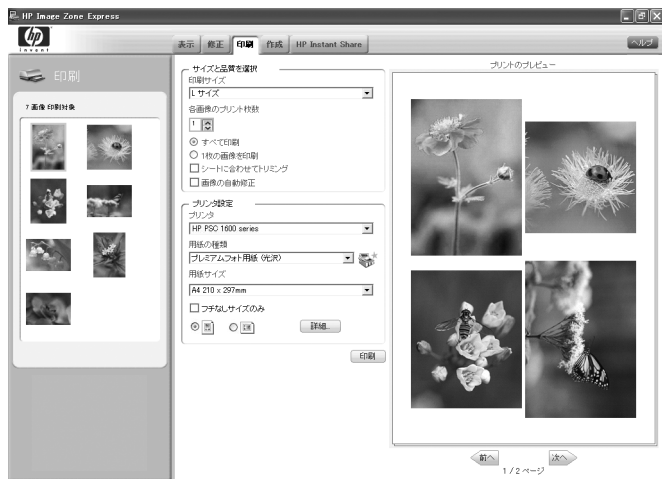 HP Image Zone Express
hp
invent
表示 修正 印刷 作成 HP Instant Share
ヘルプ
印刷
7 画像 印刷対象
サイズと品質を選択
印刷サイズ
L サイズ
各画像のプリント枚数
1
すべて印刷
1枚の画像を印刷
シートに合わせてトリミング
画像の自動修正
プリンタ設定
プリンタ
HP PSC 1600 series
用紙の種類
プレミアムフォト用紙 (光沢)
用紙サイズ
A4 210 x 297mm
フチなしサイズのみ
詳細...
印刷
プリントのプレビュー
前へ 次へ
1 / 2 ページ